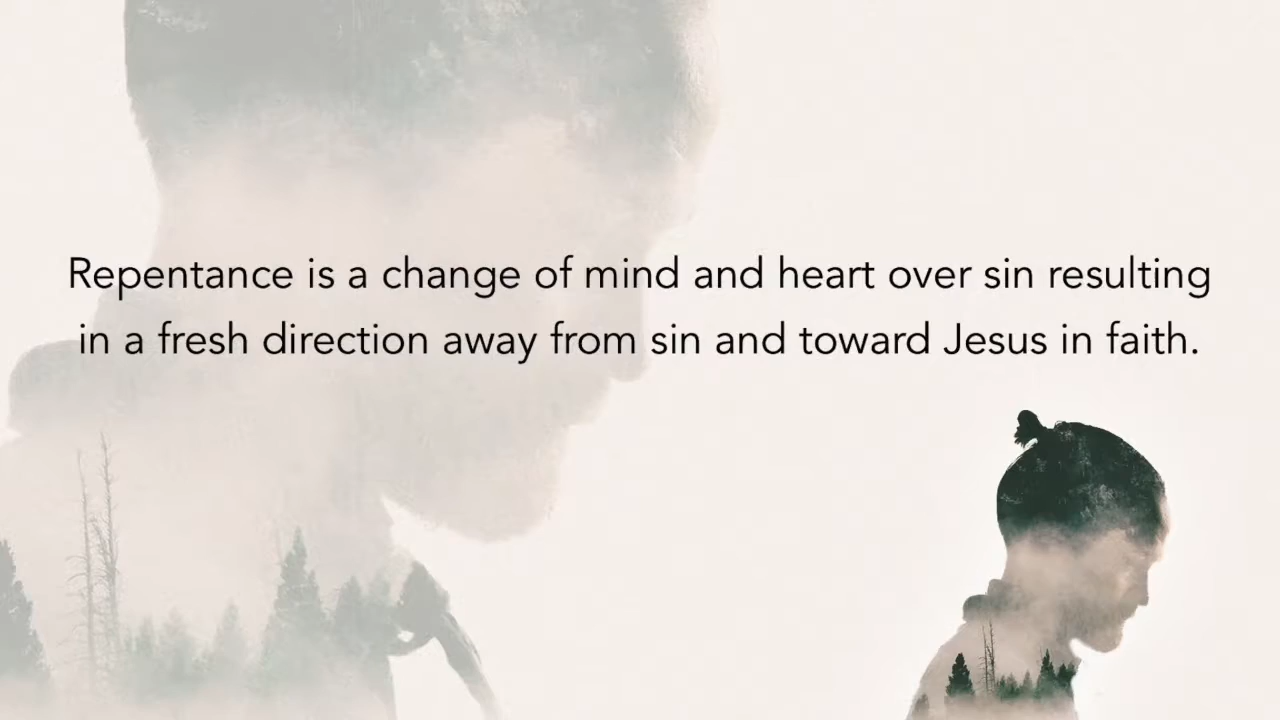 Repentance is a change of mind and heart over sin resulting
in a fresh direction away from sin and toward Jesus in faith.